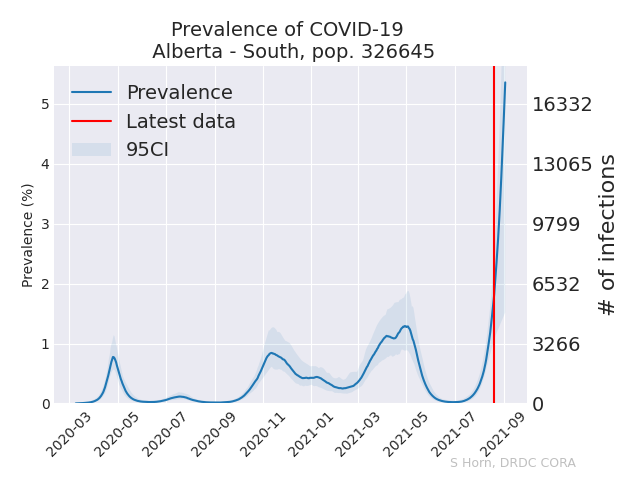 Prevalence of COVID-19
Alberta - South, pop. 326645
Prevalence
Latest data
95CI
Prevalence (%)
5
4
3
2
1
0
16332
13065
9799
6532
3266
0
# of infections
2020-03
2020-05
2020-07
2020-09
2020-11
2021-01
2021-03
2021-05
2021-07
2021-09
S Horn, DRDC CORA